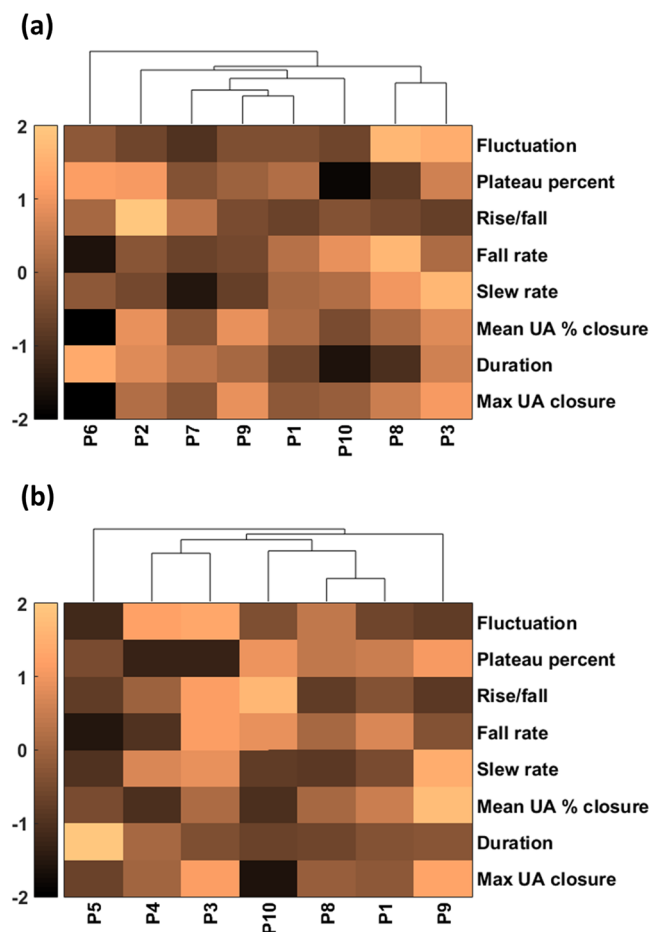 (a)
2
1
0
-1
-2
Fluctuation
Plateau percent
Rise/fall
Fall rate
Slew rate
Mean UA % closure
Duration
Max UA closure
P6 P2 P7 P9 P1 P10 P8 P3
(b)
2
1
0
-1
-2
Fluctuation
Plateau percent
Rise/fall
Fall rate
Slew rate
Mean UA % closure
Duration
Max UA closure
P5 P4 P3 P10 P8 P1 P9